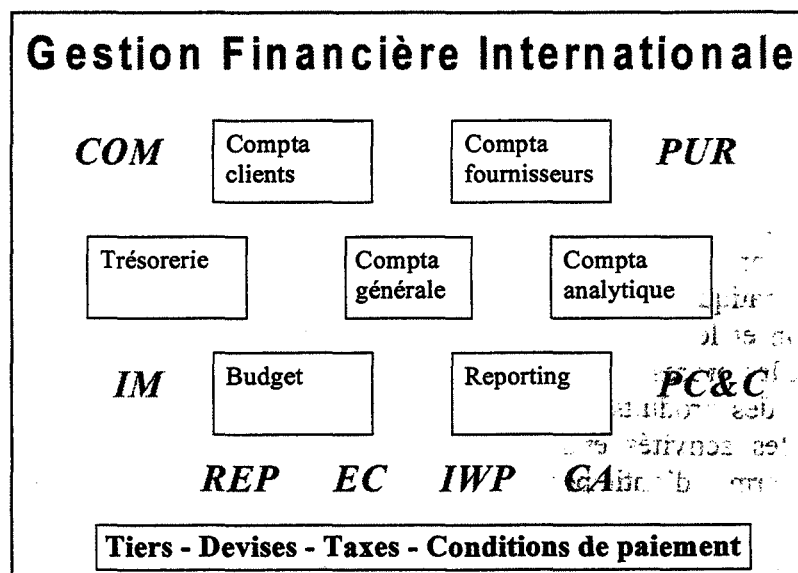 Gestion Financière Internationale
COM
Compta
clients
Compta
fournisseurs
PUR
Trésorerie
Compta
générale
Compta
analytique
IM
Budget
Reporting
PC&C
REP EC IWP CA
Tiers - Devises - Taxes - Conditions de paiement